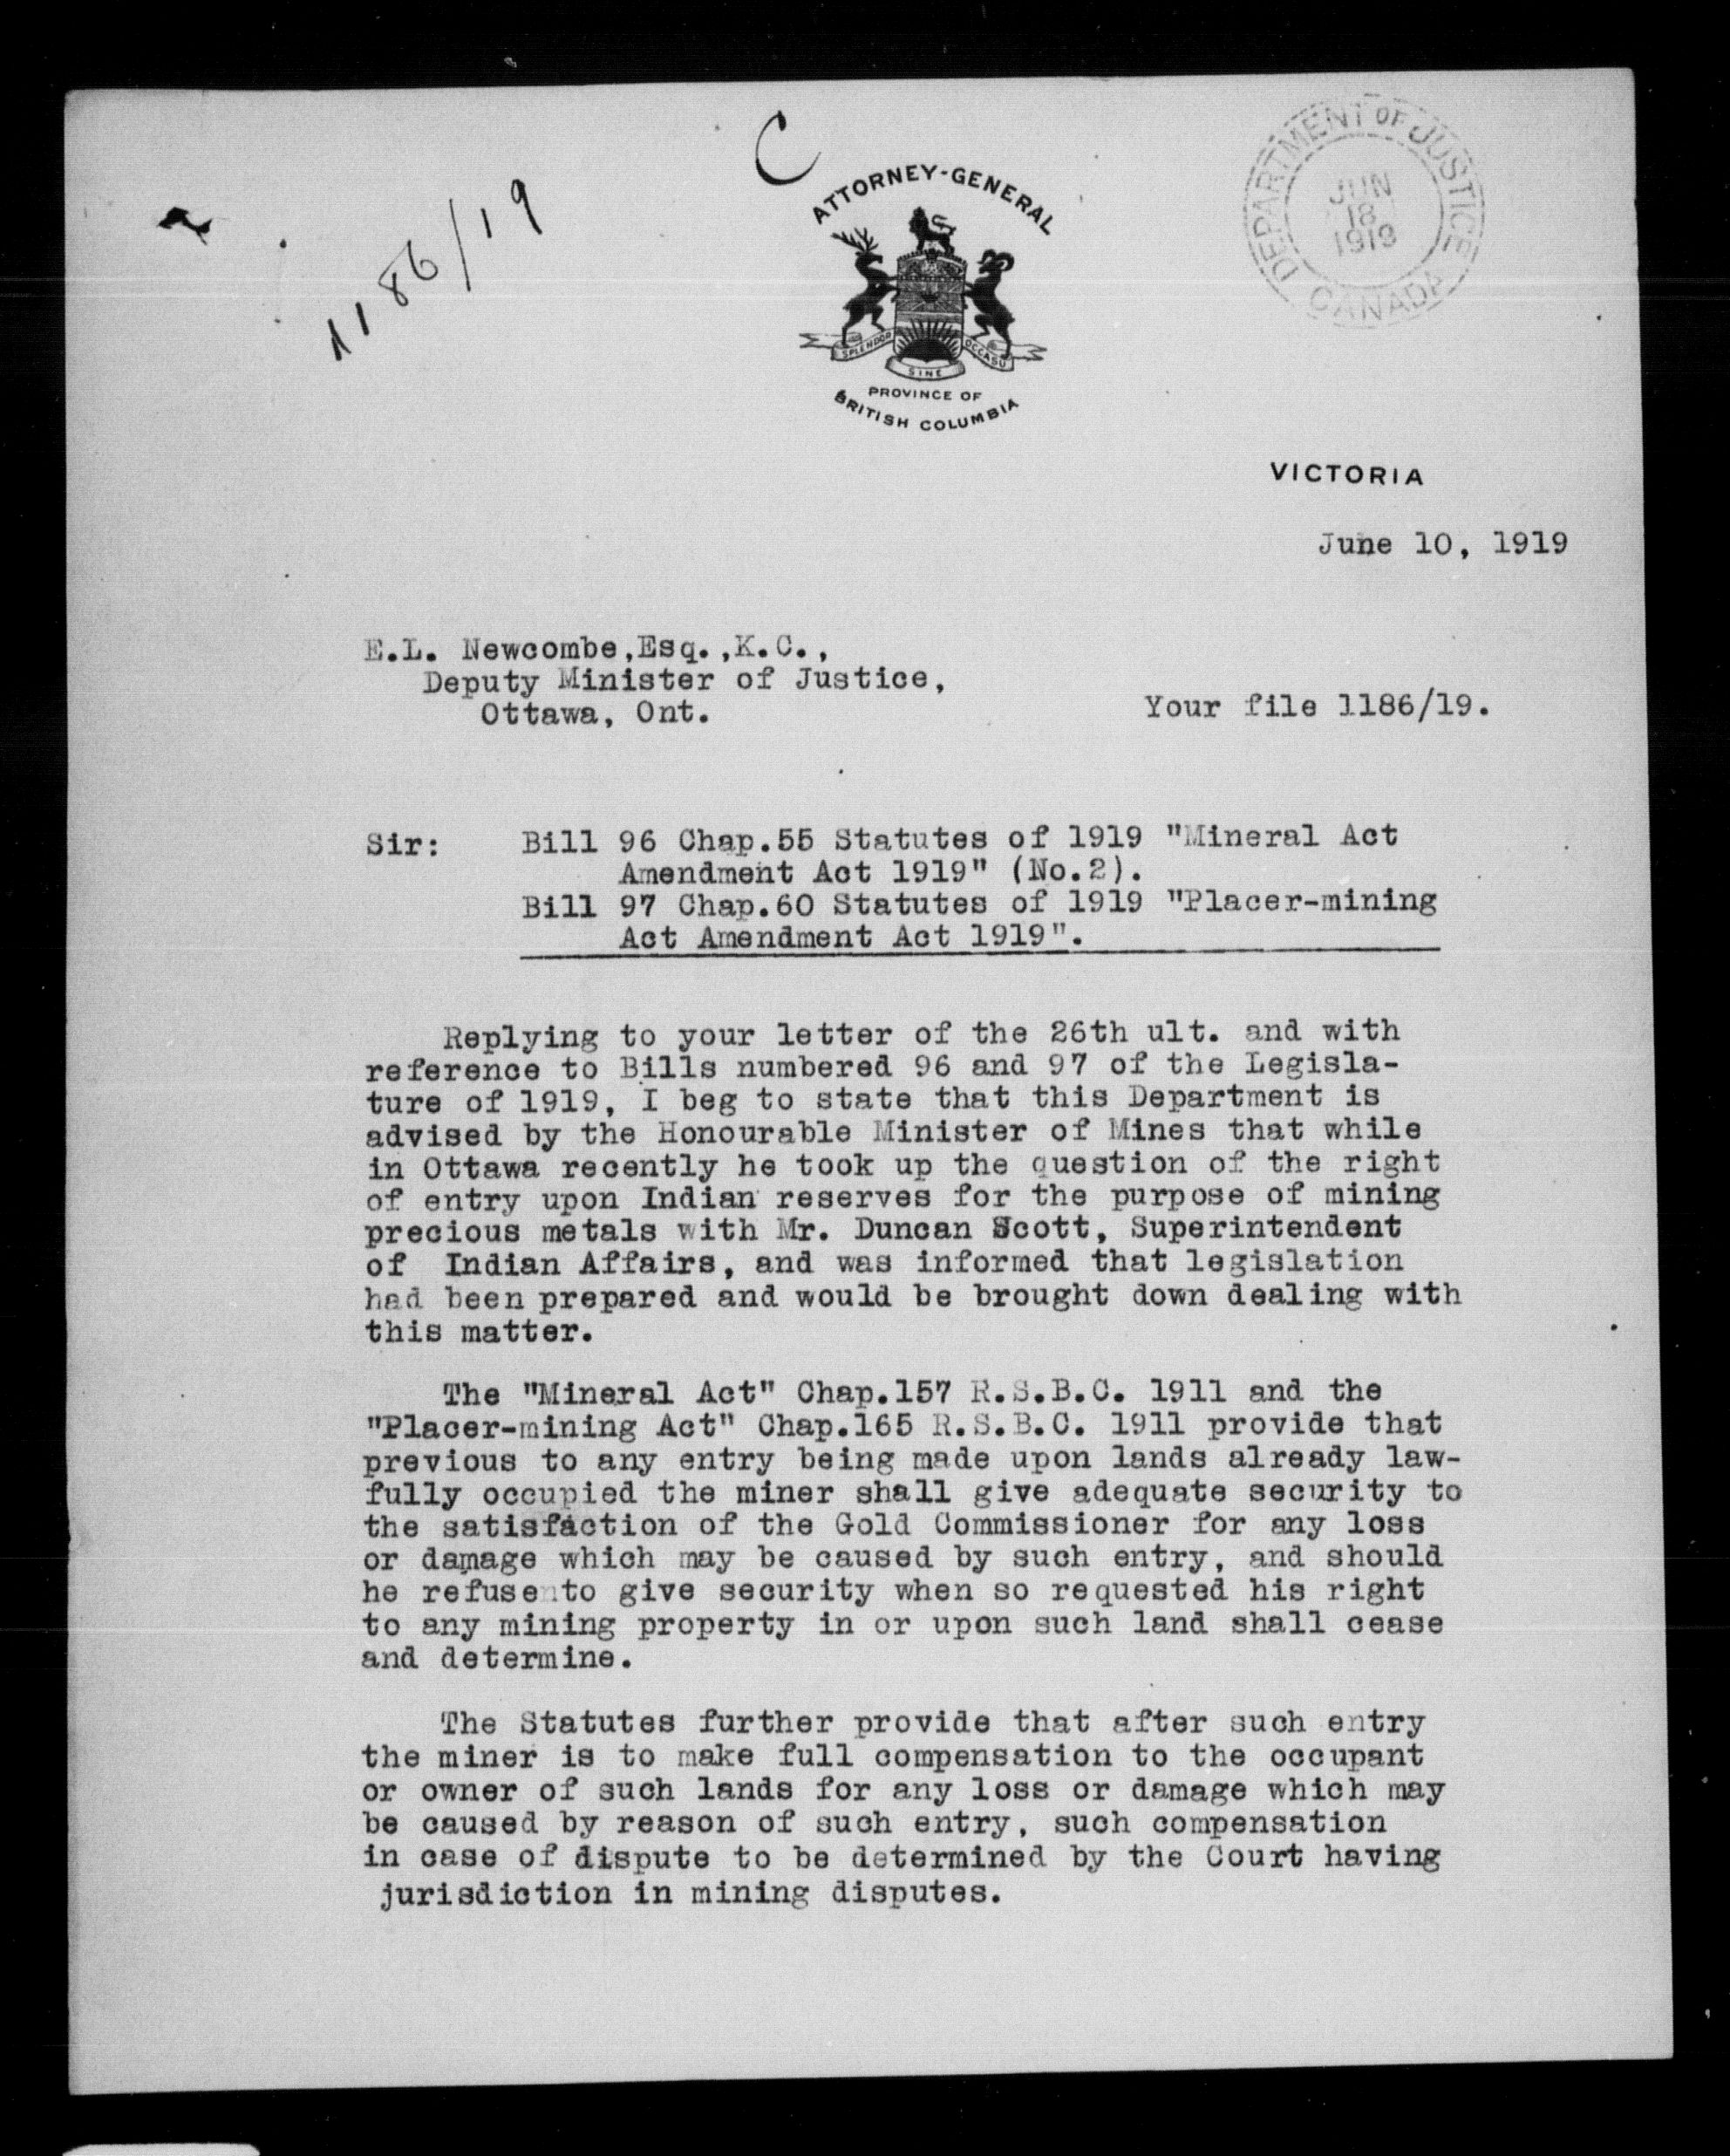 C
1186/19
ATTORNEY-GENERAL
SPLENDOR SINE OCCASU
PROVINCE OF
BRITISH COLUMBIA
DEPARTMENT OF JUSTICE
JUN
18
1919
CANADA
VICTORIA
June 10, 1919
E.L. Newcombe,Esq.,K.C.,
Deputy Minister of Justice,
Ottawa, Ont.
Your file 1186/19.
Sir: Bill 96 Chap.55 Statutes of 1919 "Mineral Act
Amendment Act 1919" (No.2).
Bill 97 Chap.60 Statutes of 1919 "Placer-mining
Act Amendment Act 1919".
Replying to your letter of the 26th ult. and with
reference to Bills numbered 96 and 97 of the Legisla-
ture of 1919, I beg to state that this Department is
advised by the Honourable Minister of Mines that while
in Ottawa recently he took up the question of the right
of entry upon Indian reserves for the purpose of mining
precious metals with Mr. Duncan Scott, Superintendent
of Indian Affairs, and was informed that legislation
had been prepared and would be brought down dealing with
this matter.
The "Mineral Act" Chap.157 R.S.B.C. 1911 and the
"Placer-mining Act" Chap.165 R.S.B.C. 1911 provide that
previous to any entry being made upon lands already law-
fully occupied the miner shall give adequate security to
the satisfaction of the Gold Commissioner for any loss
or damage which may be caused by such entry, and should
he refuse to give security when so requested his right
to any mining property in or upon such land shall cease
and determine.
The Statutes further provide that after such entry
the miner is to make full compensation to the occupant
or owner of such lands for any loss or damage which may
be caused by reason of such entry, such compensation
in case of dispute to be determined by the Court having
jurisdiction in mining disputes.